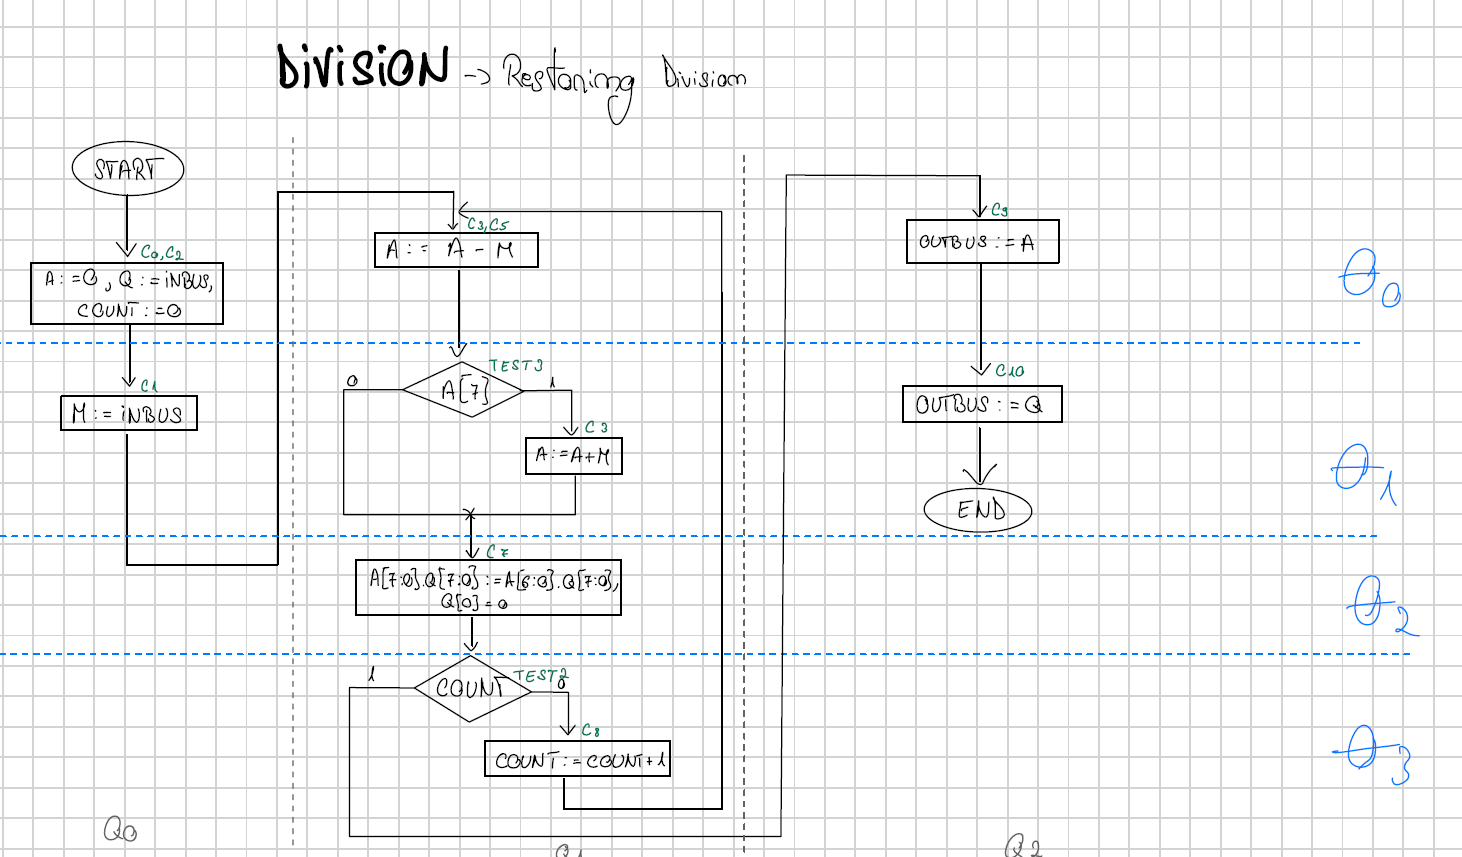 DIVISION → Restoring Division
START
C0, C2
A:=0, Q:=INBUS,
COUNT:=0
C1
M:=INBUS
Q0
C3, C5
A:= A - M
TEST3
0
A[7]
1
C3
A:=A+M
C7
A[7:0].Q[7:0]:=A[6:0].Q[7:0],
Q[0]=0
1
COUNT
0
C8
COUNT:=COUNT+1
C9
OUTBUS:=A
C10
OUTBUS:=Q
END
Q2
θ0
θ1
θ2
θ3